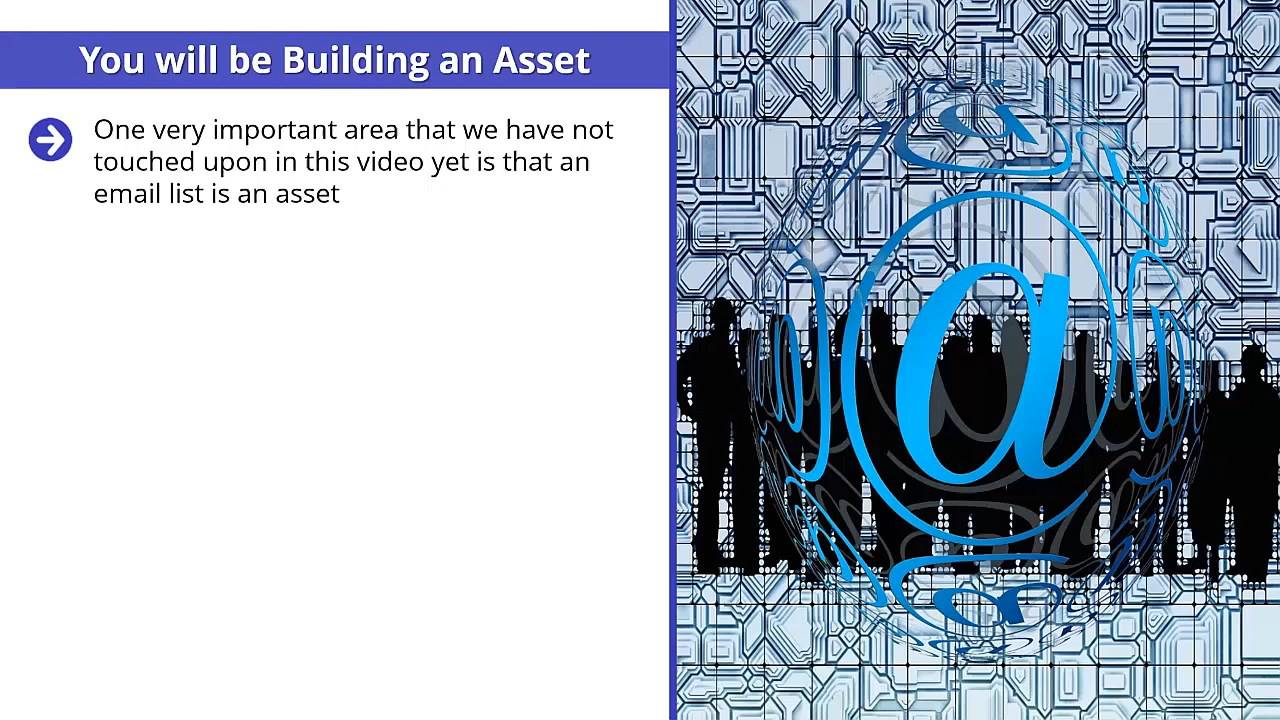 You will be Building an Asset
One very important area that we have not
touched upon in this video yet is that an
email list is an asset
@